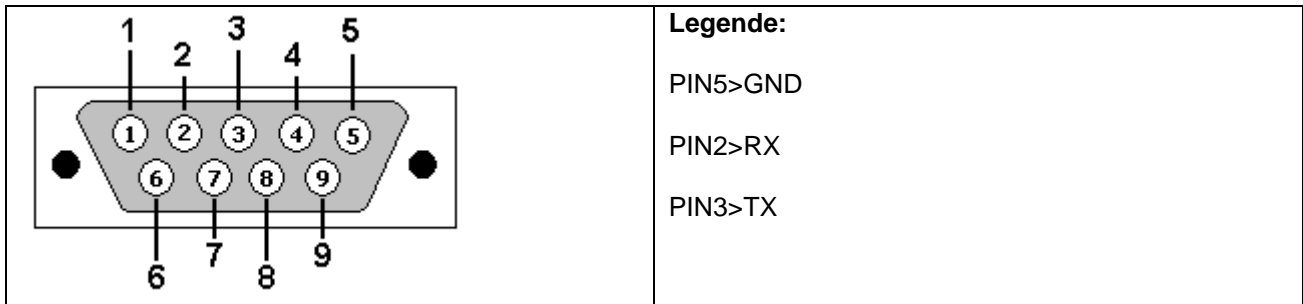 1 2 3 4 5
1 2 3 4 5
6 7 8 9
6 7 8 9
Legende:
PIN5>GND
PIN2>RX
PIN3>TX